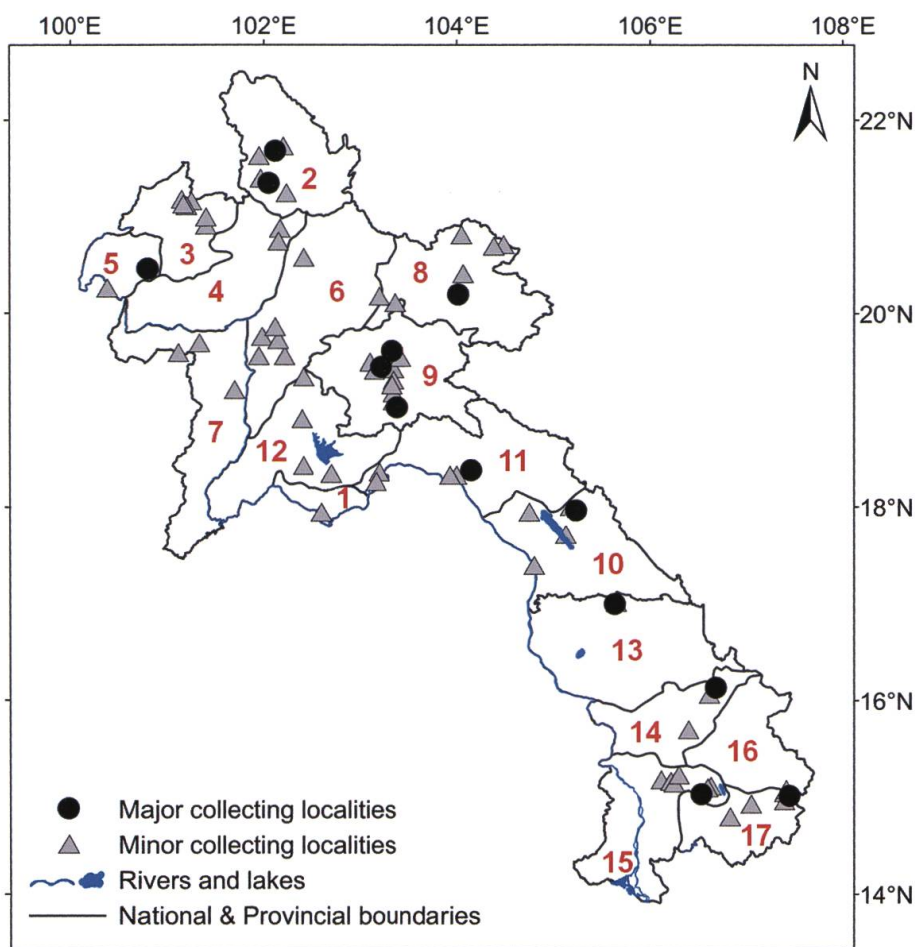 100°E 102°E 104°E 106°E 108°E
N
22°N
2
3
5
8
4
6
20°N
9
7
12
11
1
18°N
10
13
16°N
14
16
17
15
14°N
Major collecting localities
Minor collecting localities
Rivers and lakes
National & Provincial boundaries